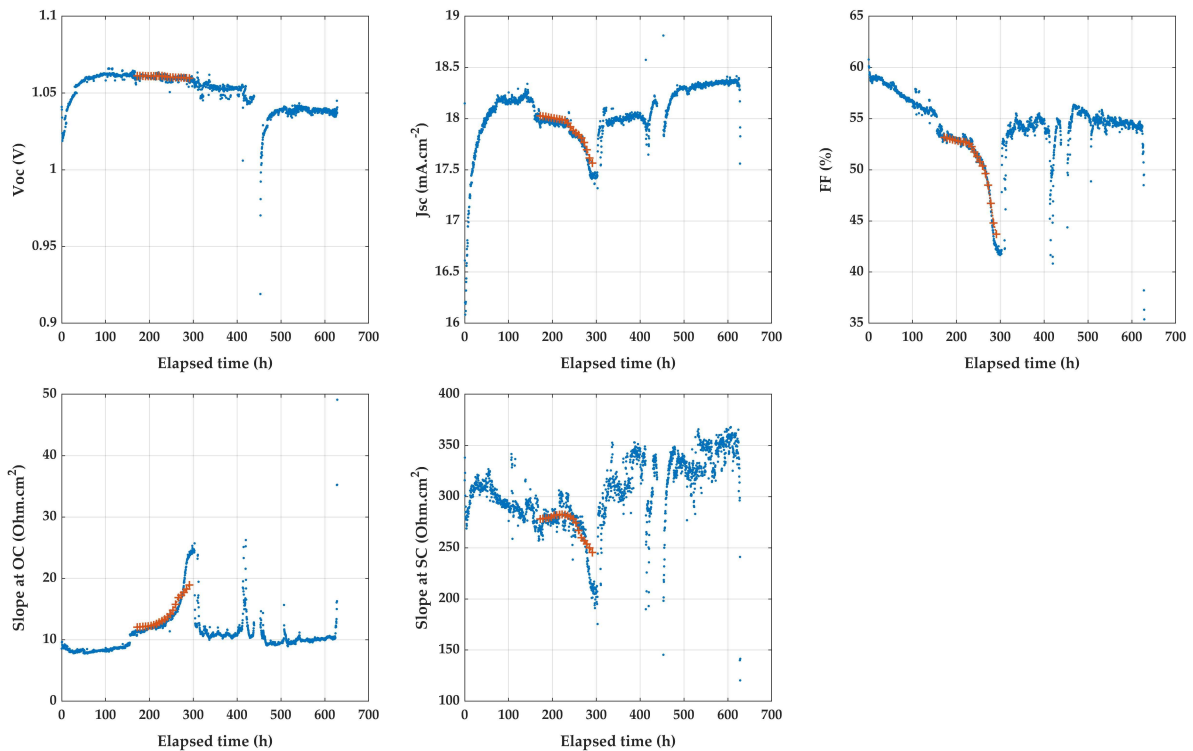 1.1
1.05
1
0.95
0.9
Voc (V)
0 100 200 300 400 500 600 700
Elapsed time (h)
19
18.5
18
17.5
17
16.5
16
Jsc (mA.cm⁻²)
0 100 200 300 400 500 600 700
Elapsed time (h)
65
60
55
50
45
40
35
FF (%)
0 100 200 300 400 500 600 700
Elapsed time (h)
50
40
30
20
10
0
Slope at OC (Ohm.cm²)
0 100 200 300 400 500 600 700
Elapsed time (h)
400
350
300
250
200
150
100
Slope at SC (Ohm.cm²)
0 100 200 300 400 500 600 700
Elapsed time (h)